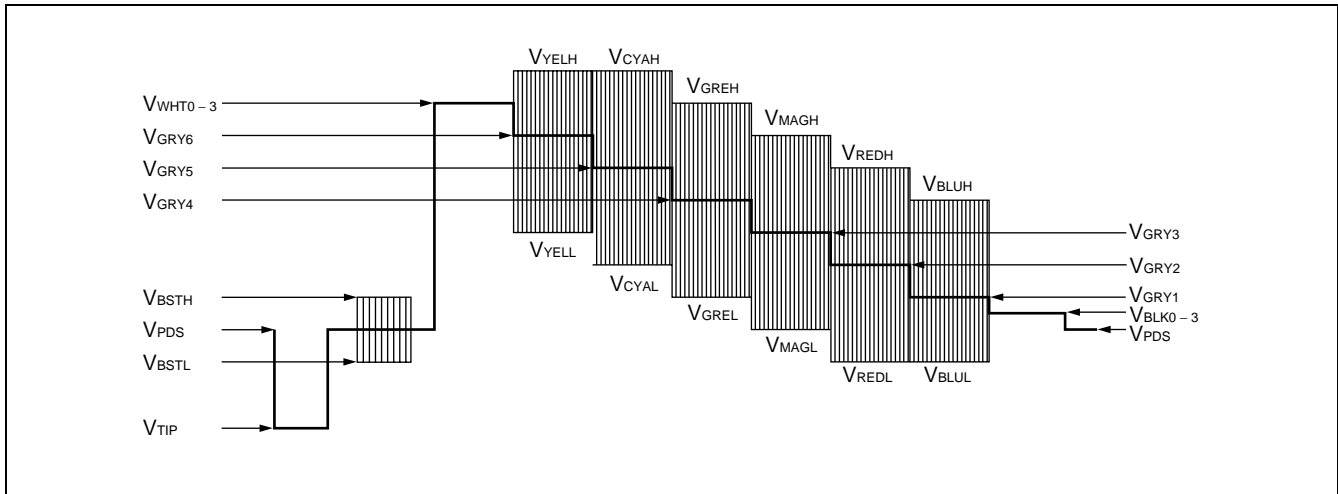 VYELH VCYAH
VGREH
VWHT0 – 3
VMAGH
VGRY6
VREDH
VGRY5
VBLUH
VGRY4
VGRY3
VYELL
VGRY2
VCYAL
VBSTH
VGREL
VGRY1
VBLK0 – 3
VPDS
VMAGL
VPDS
VBSTL
VREDL VBLUL
VTIP